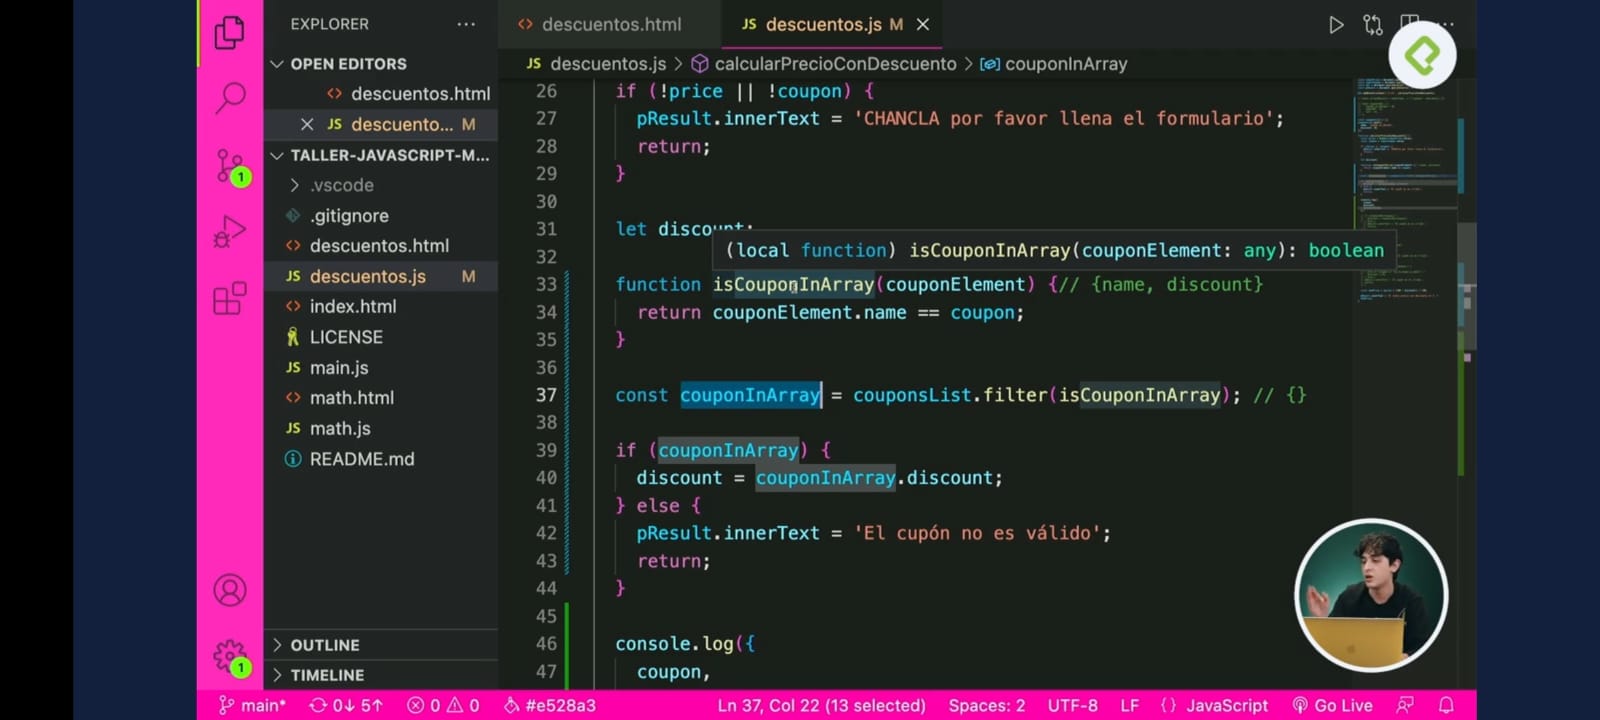 EXPLORER ···
descuentos.html
JS descuentos.js M
OPEN EDITORS
descuentos.html
JS descuento... M
TALLER-JAVASCRIPT-M...
.vscode
.gitignore
descuentos.html
JS descuentos.js M
index.html
LICENSE
JS main.js
math.html
JS math.js
README.md
OUTLINE
TIMELINE
JS descuentos.js > calcularPrecioConDescuento > couponInArray
26 if (!price || !coupon) {
27 pResult.innerText = 'CHANCLA por favor llena el formulario';
28 return;
29 }
30
31 let discount;
32
(local function) isCouponInArray(couponElement: any): boolean
33 function isCouponInArray(couponElement) {// {name, discount}
34 return couponElement.name == coupon;
35 }
36
37 const couponInArray = couponsList.filter(isCouponInArray); // {}
38
39 if (couponInArray) {
40 discount = couponInArray.discount;
41 } else {
42 pResult.innerText = 'El cupón no es válido';
43 return;
44 }
45
46 console.log({
47 coupon,
1
1
main* 0↓ 5↑ 0 0 #e528a3 Ln 37, Col 22 (13 selected) Spaces: 2 UTF-8 LF {} JavaScript Go Live